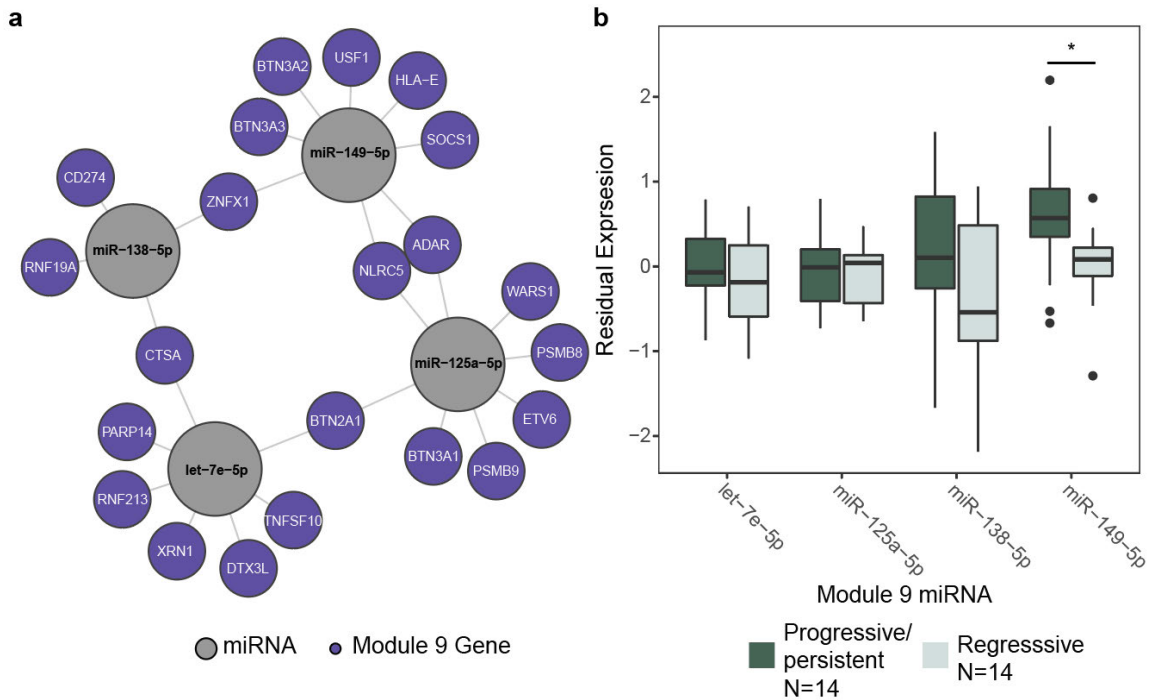 a
BTN3A2
USF1
HLA−E
BTN3A3
SOCS1
miR−149−5p
CD274
ZNFX1
miR−138−5p
RNF19A
ADAR
NLRC5
WARS1
CTSA
miR−125a−5p
PSMB8
BTN2A1
ETV6
PARP14
BTN3A1
PSMB9
let−7e−5p
RNF213
TNFSF10
XRN1
DTX3L
miRNA
Module 9 Gene
b
Residual Exprsesion
2
1
0
−1
−2
*
let−7e−5p
miR−125a−5p
miR−138−5p
miR−149−5p
Module 9 miRNA
Progressive/
persistent
N=14
Regresssive
N=14